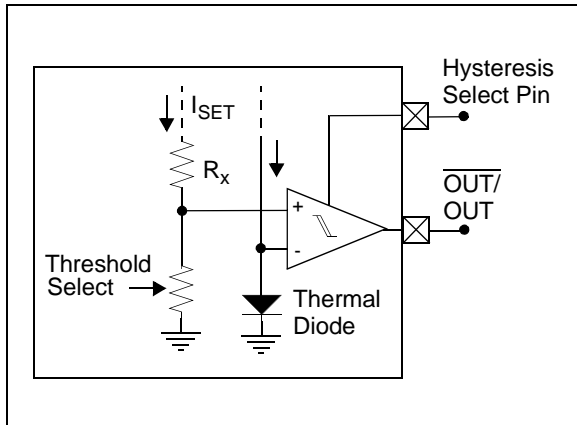 Hysteresis
Select Pin
I_SET
R_x
OUT/
OUT
+
-
Threshold
Select
Thermal
Diode